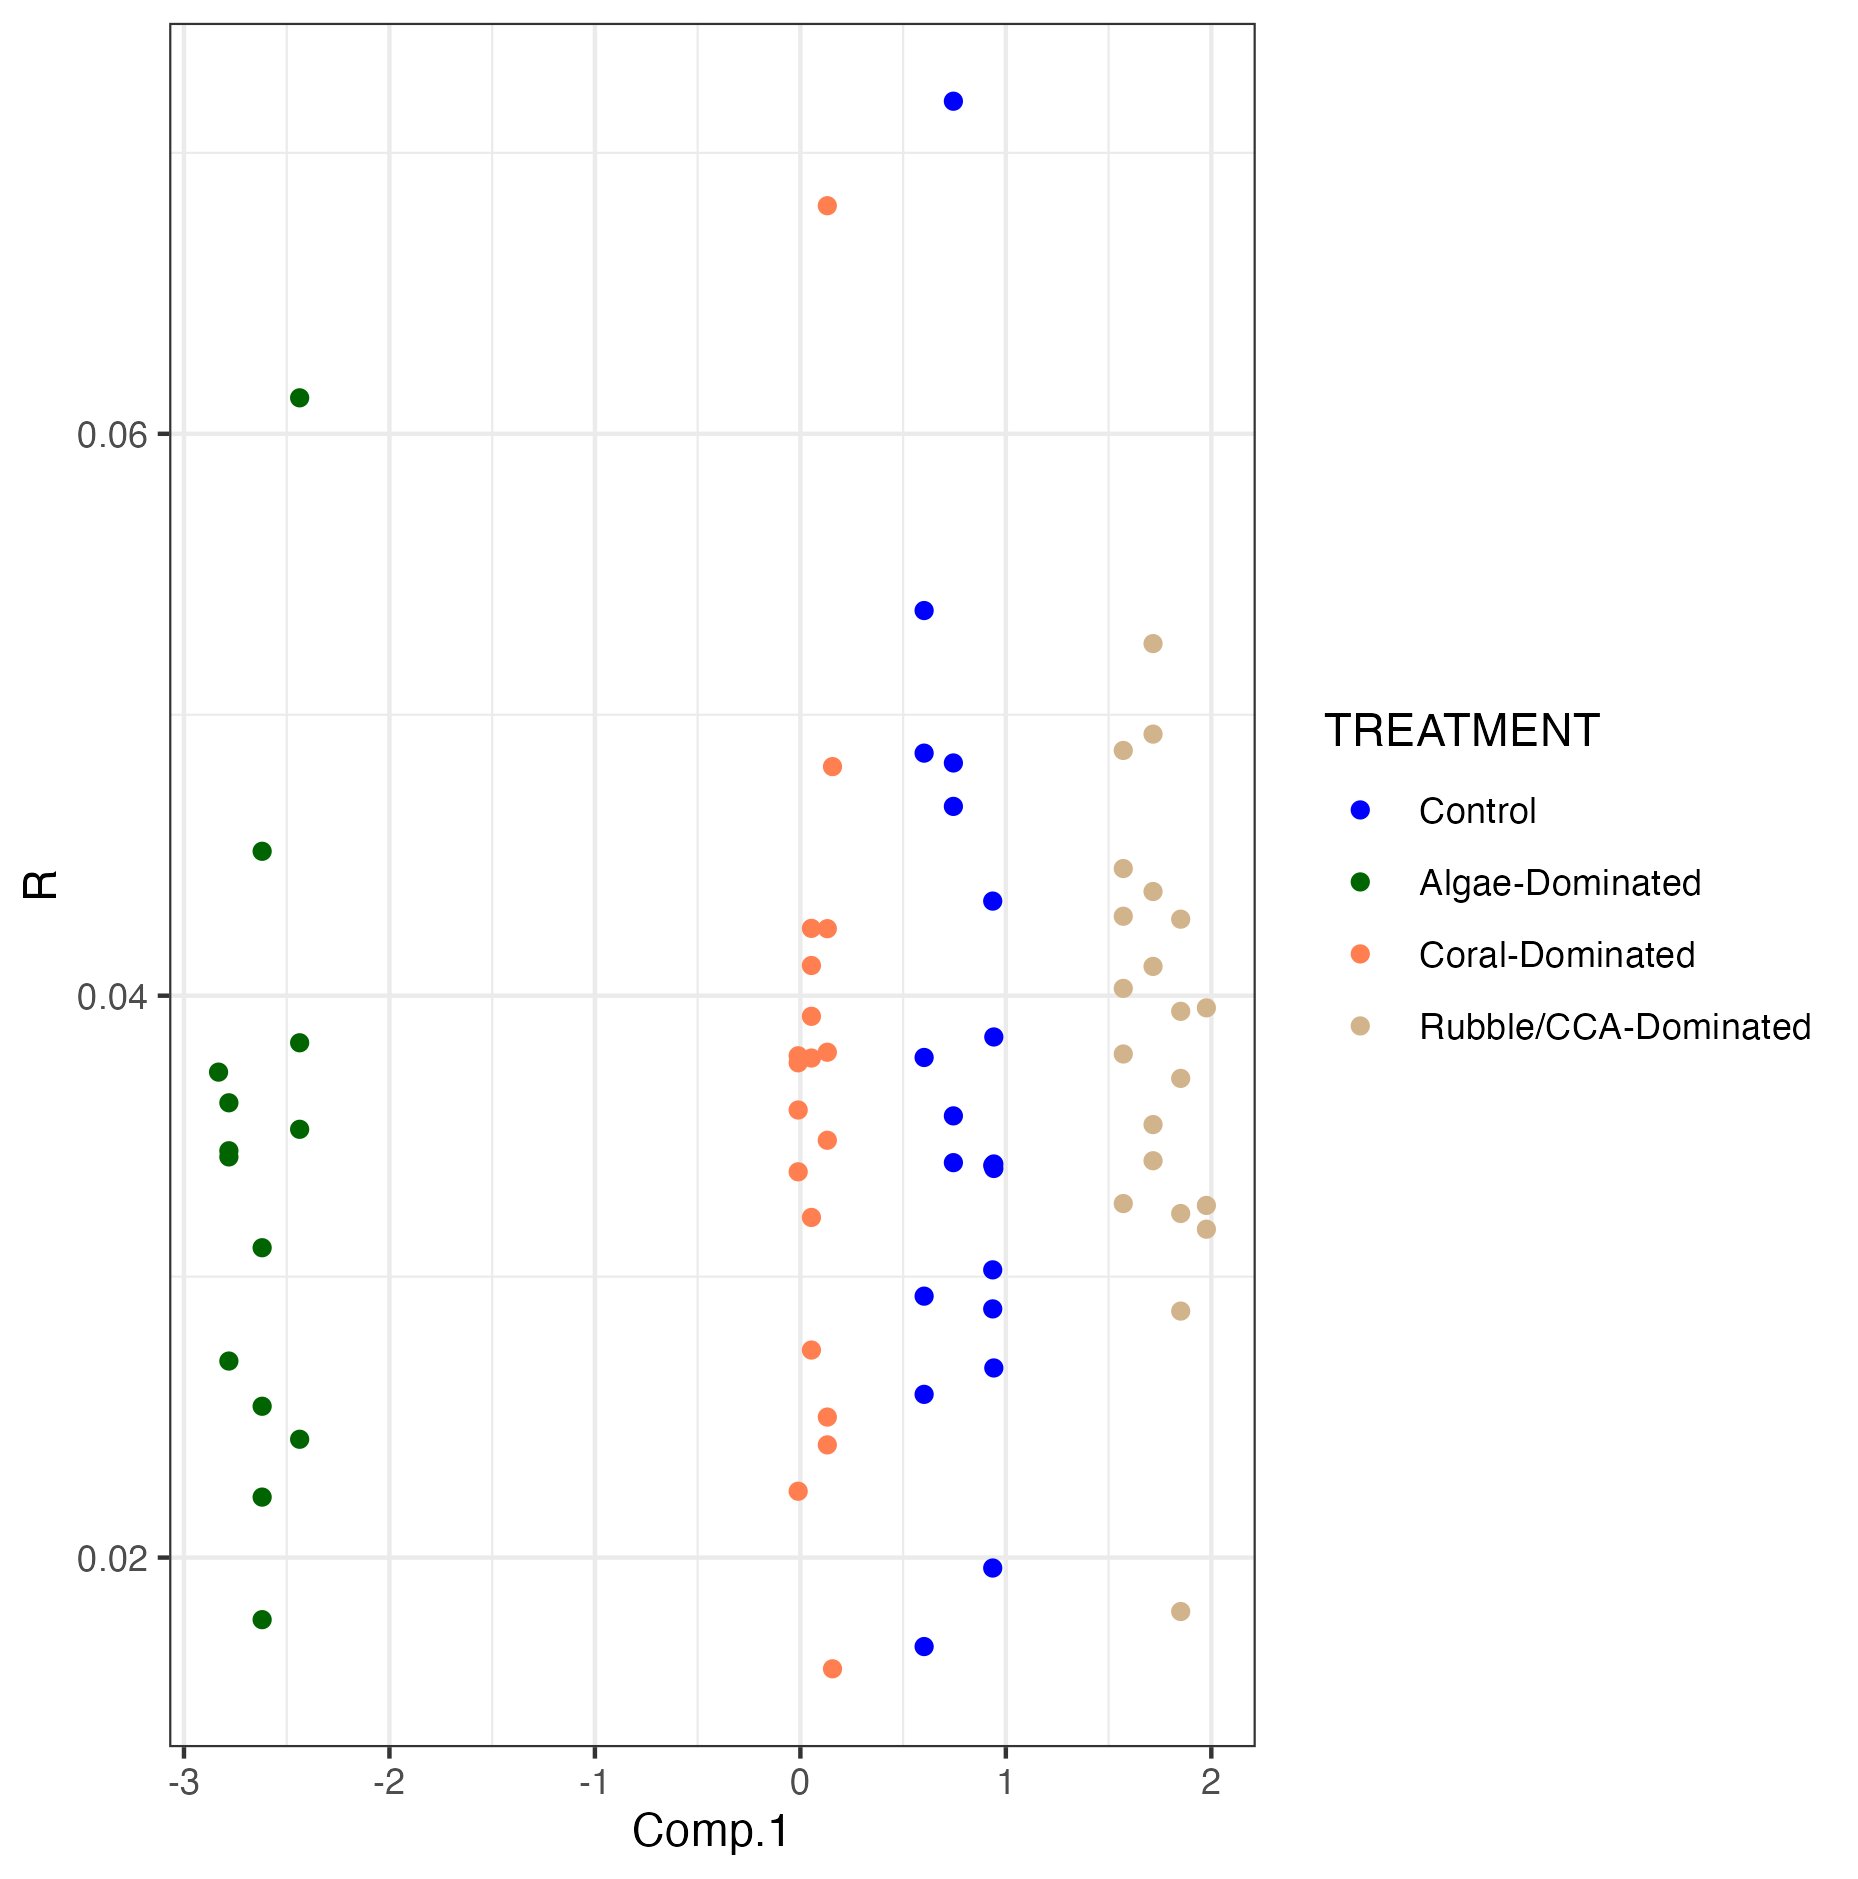 R
0.06
0.04
0.02
-3 -2 -1 0 1 2
Comp.1
TREATMENT
Control
Algae-Dominated
Coral-Dominated
Rubble/CCA-Dominated